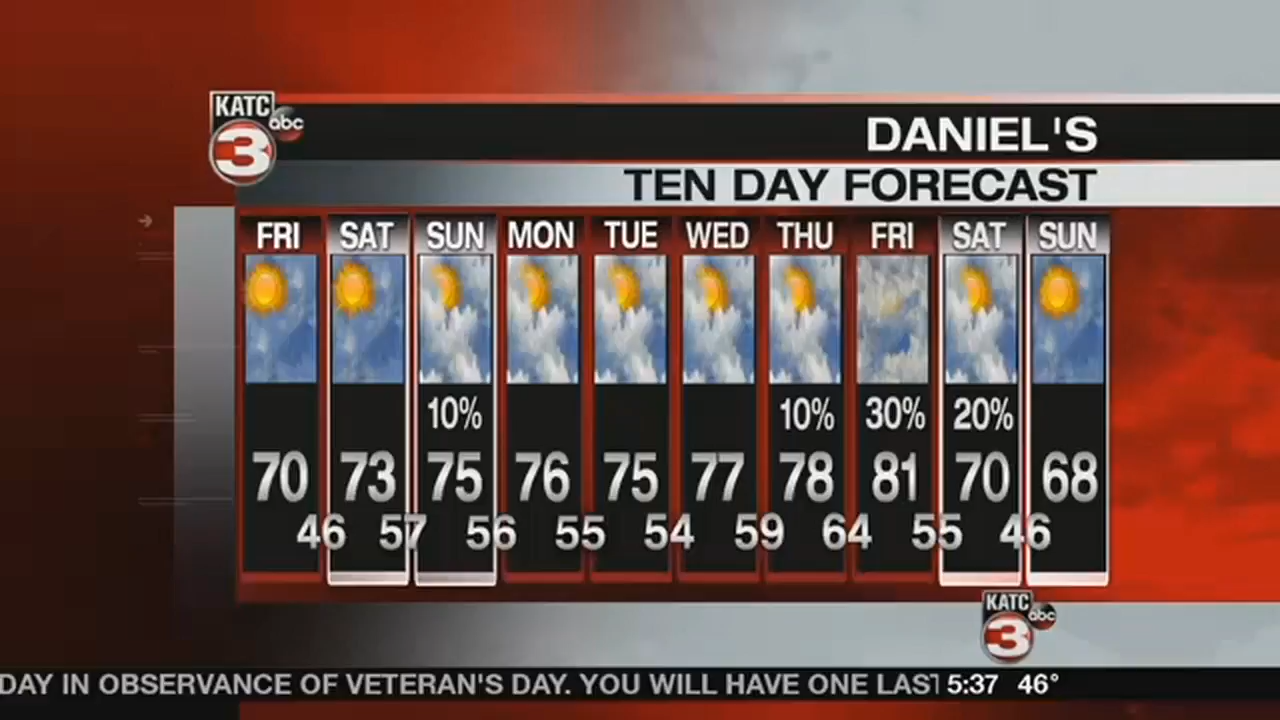 KATC
abc
3
DANIEL'S
TEN DAY FORECAST
FRI SAT SUN MON TUE WED THU FRI SAT SUN
10% 10% 30% 20%
70 73 75 76 75 77 78 81 70 68
46 57 56 55 54 59 64 55 46
KATC
abc
3
DAY IN OBSERVANCE OF VETERAN'S DAY. YOU WILL HAVE ONE LAST 5:37 46°